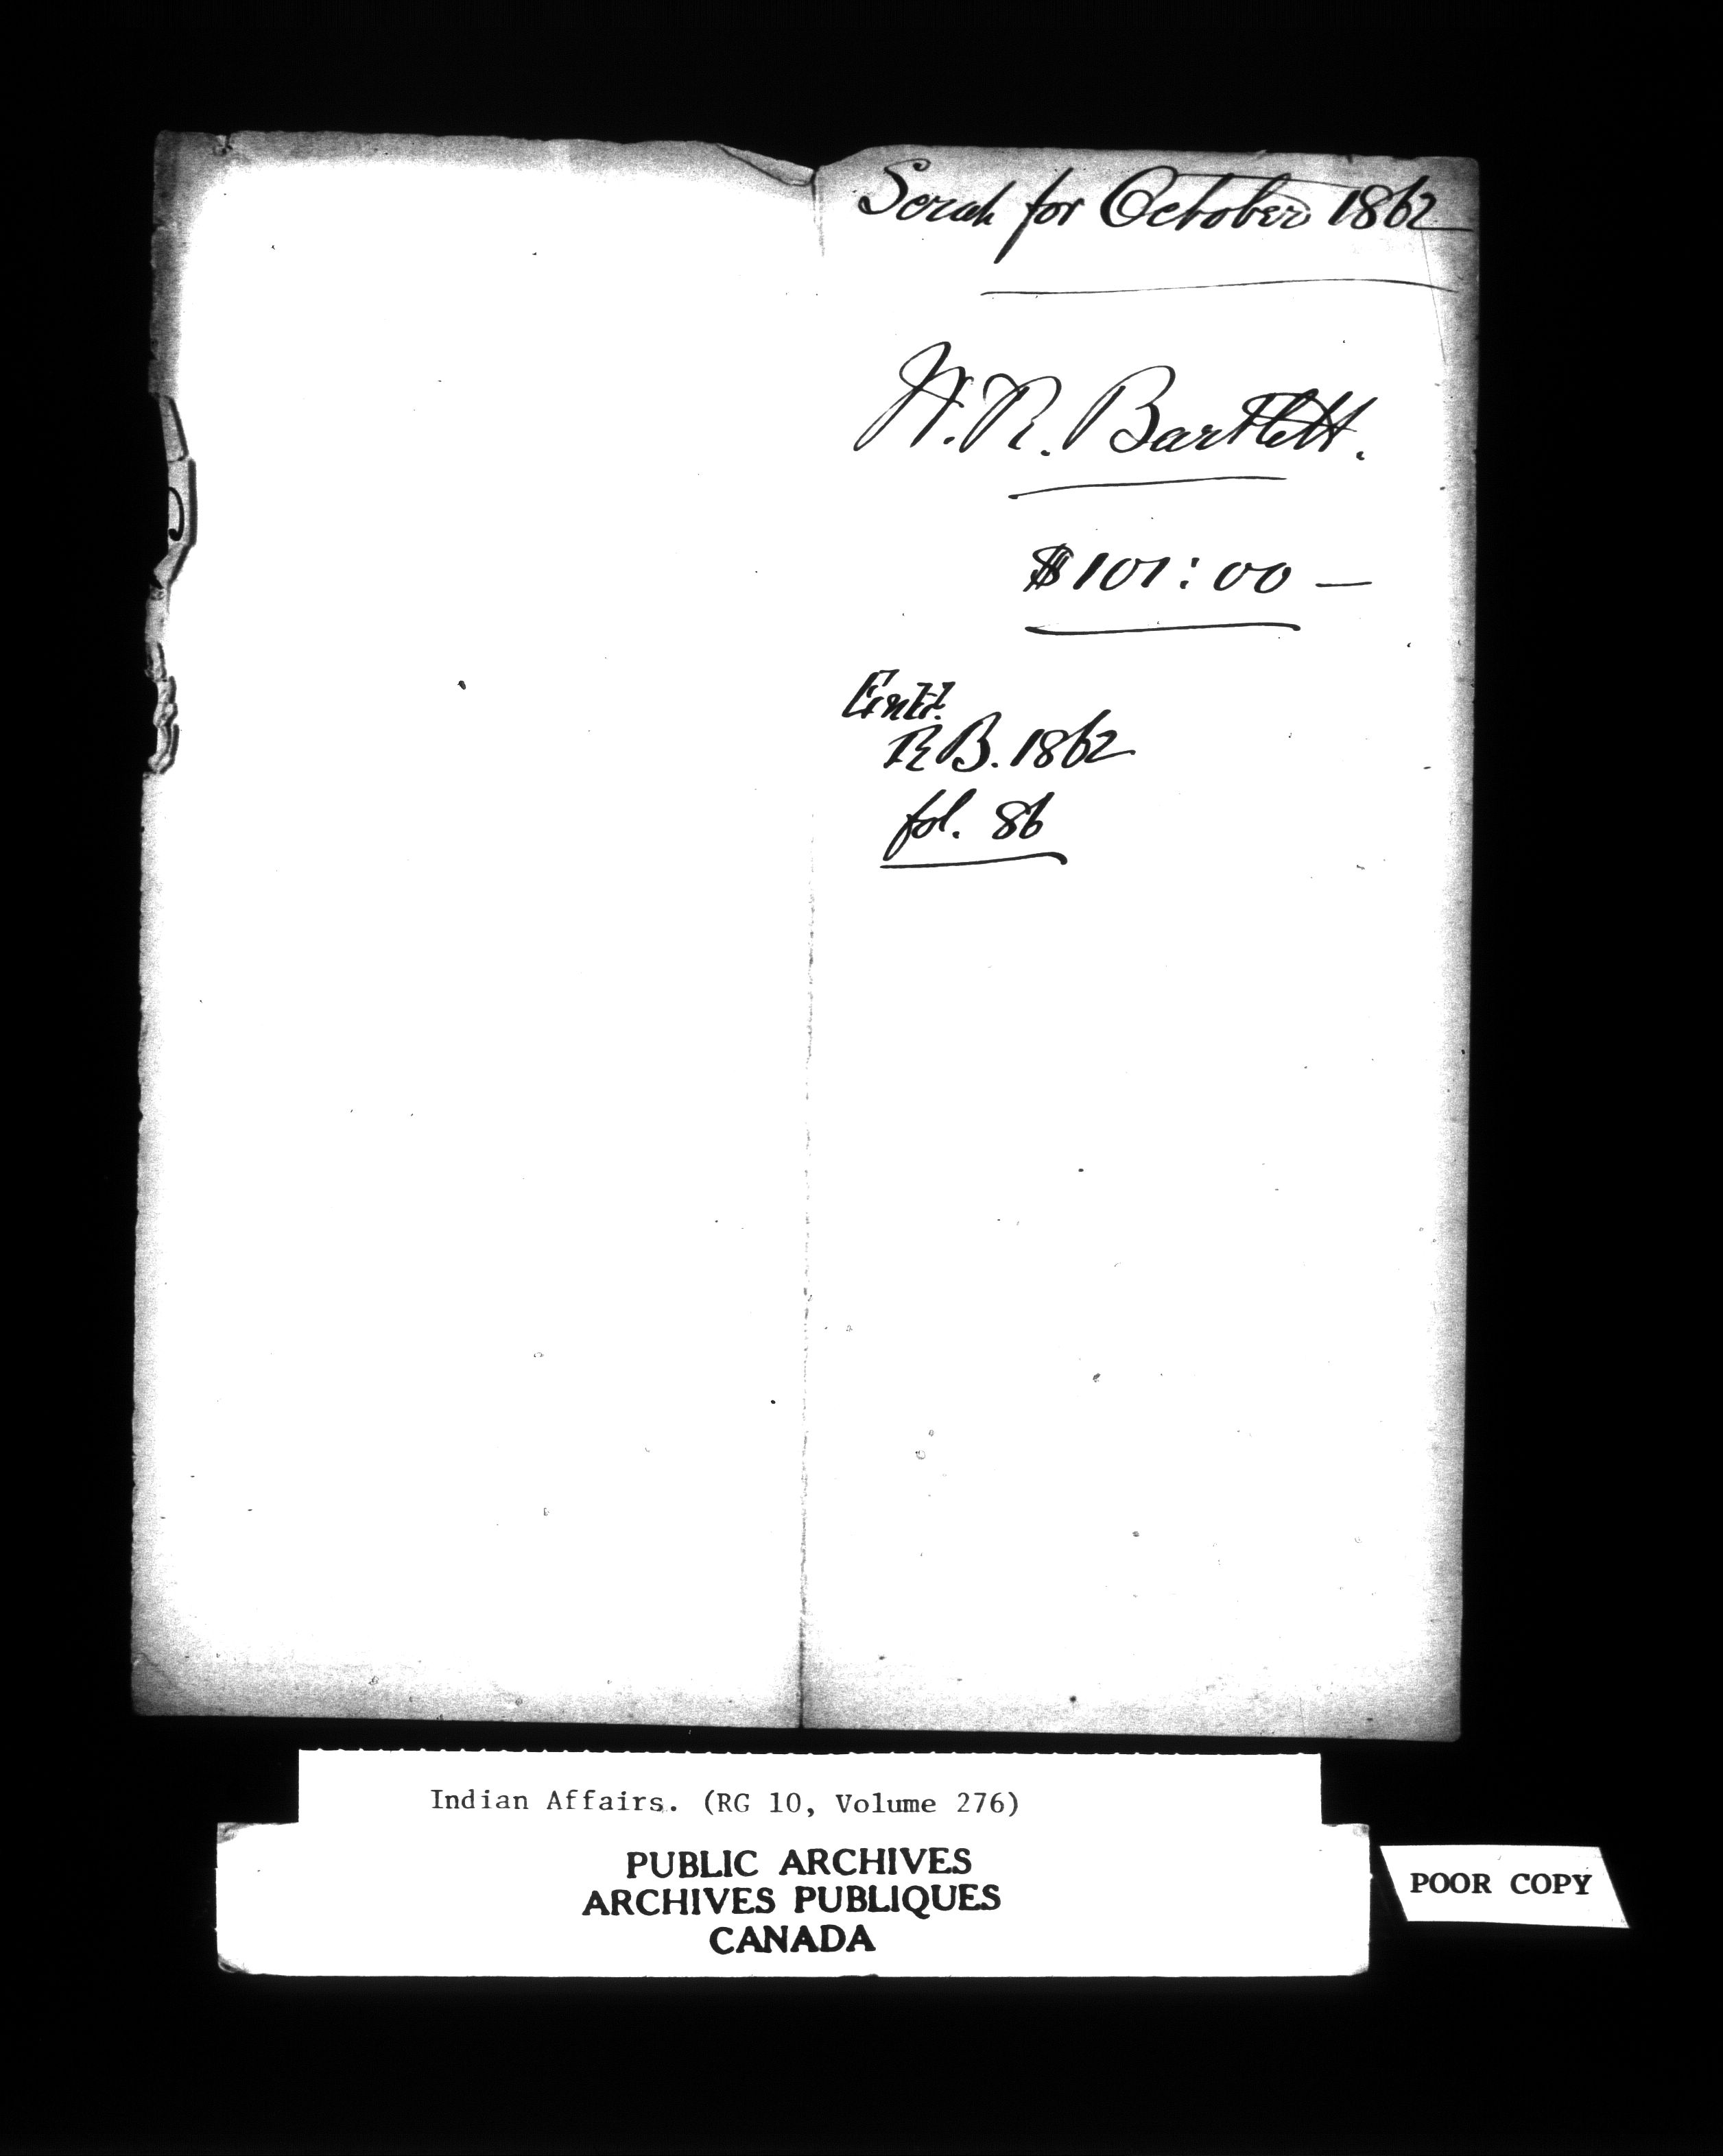 for October 1862
W. R. Bartlett.
$101:00 —
Entd.
R B. 1862
fol. 86
Indian Affairs. (RG 10, Volume 276)
PUBLIC ARCHIVES
ARCHIVES PUBLIQUES
CANADA
POOR COPY